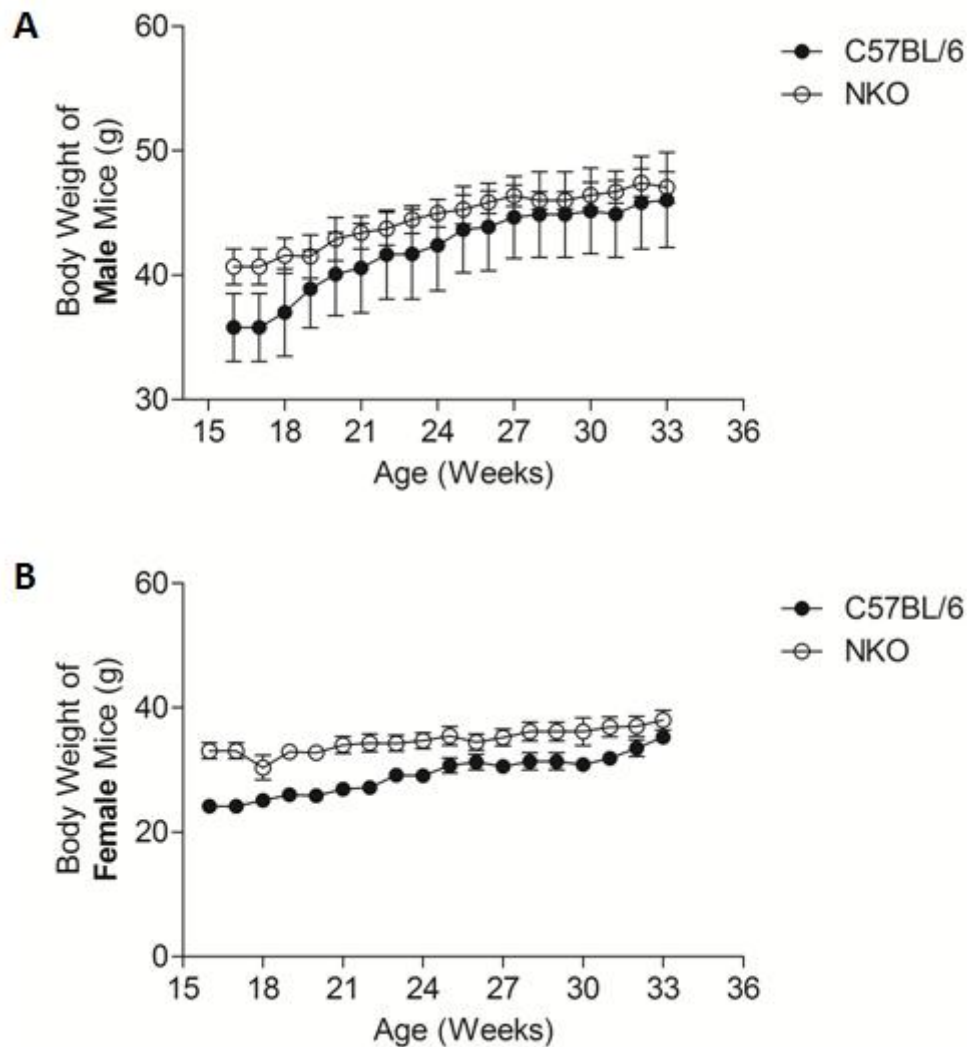 A
60
50
40
30
Body Weight of
Male Mice (g)
C57BL/6
NKO
15 18 21 24 27 30 33 36
Age (Weeks)
B
60
40
20
0
Body Weight of
Female Mice (g)
C57BL/6
NKO
15 18 21 24 27 30 33 36
Age (Weeks)